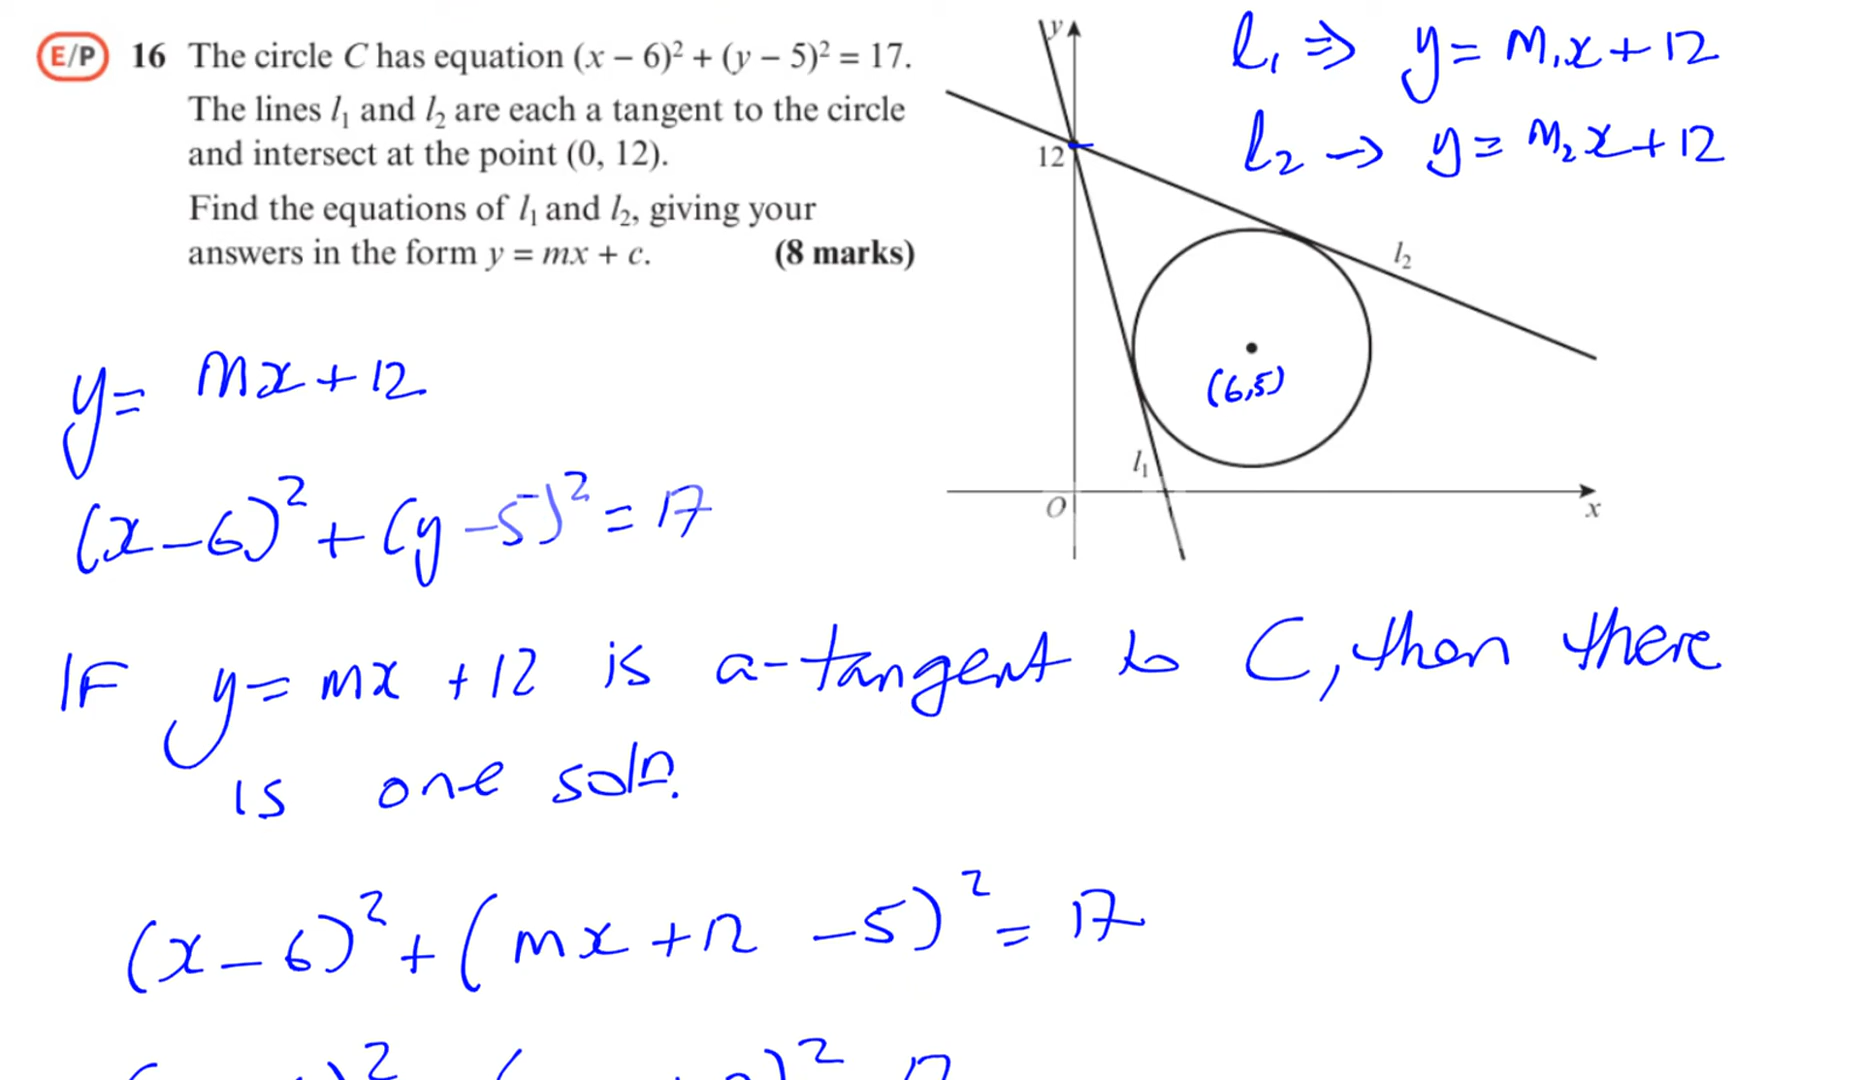 E/P 16 The circle C has equation (x – 6)² + (y – 5)² = 17.
The lines l₁ and l₂ are each a tangent to the circle
and intersect at the point (0, 12).
Find the equations of l₁ and l₂, giving your
answers in the form y = mx + c. (8 marks)
y
12
l₂
(6,5)
l₁
O
x
l₁ ⇒ y = m₁x + 12
l₂ → y = m₂x + 12
y = mx + 12
(x – 6)² + (y – 5)² = 17
IF y = mx + 12 is a tangent to C, then there
is one soln.
(x – 6)² + (mx + 12 – 5)² = 17